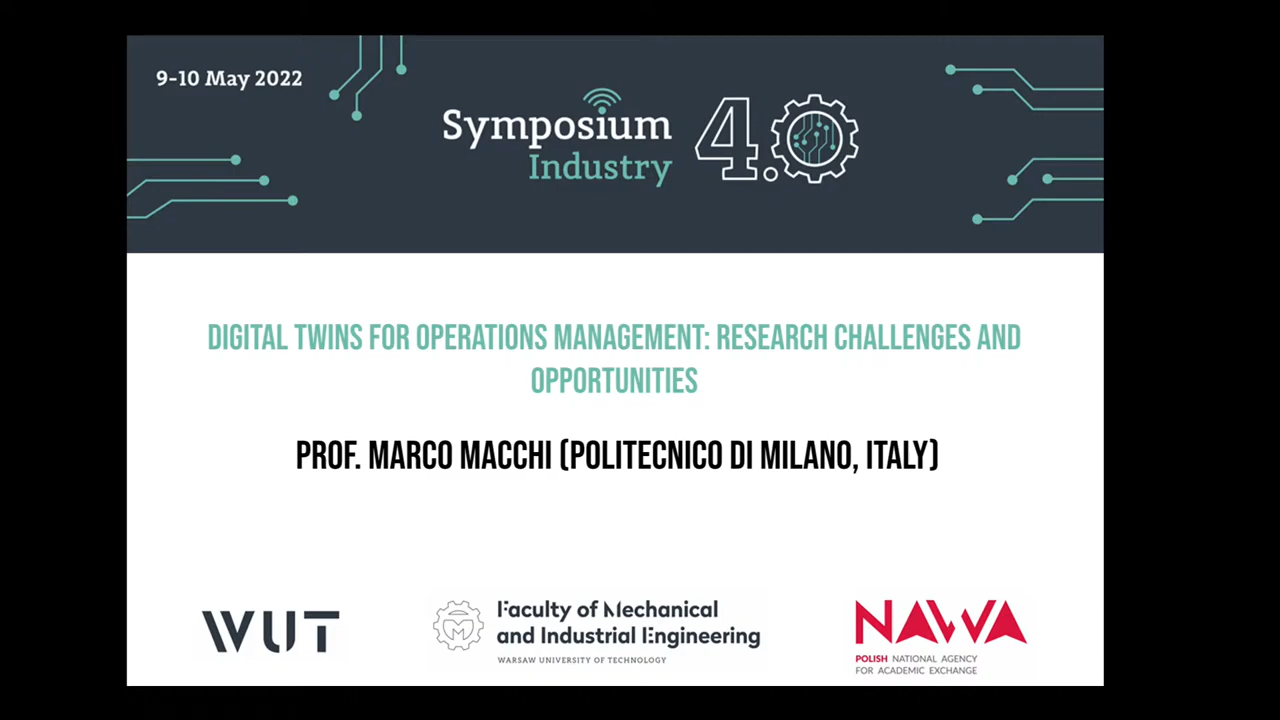 9-10 May 2022
Symposium
Industry
4.0
DIGITAL TWINS FOR OPERATIONS MANAGEMENT: RESEARCH CHALLENGES AND
OPPORTUNITIES
PROF. MARCO MACCHI (POLITECNICO DI MILANO, ITALY)
WUT
Faculty of Mechanical
and Industrial Engineering
WARSAW UNIVERSITY OF TECHNOLOGY
NAWA
POLISH NATIONAL AGENCY
FOR ACADEMIC EXCHANGE